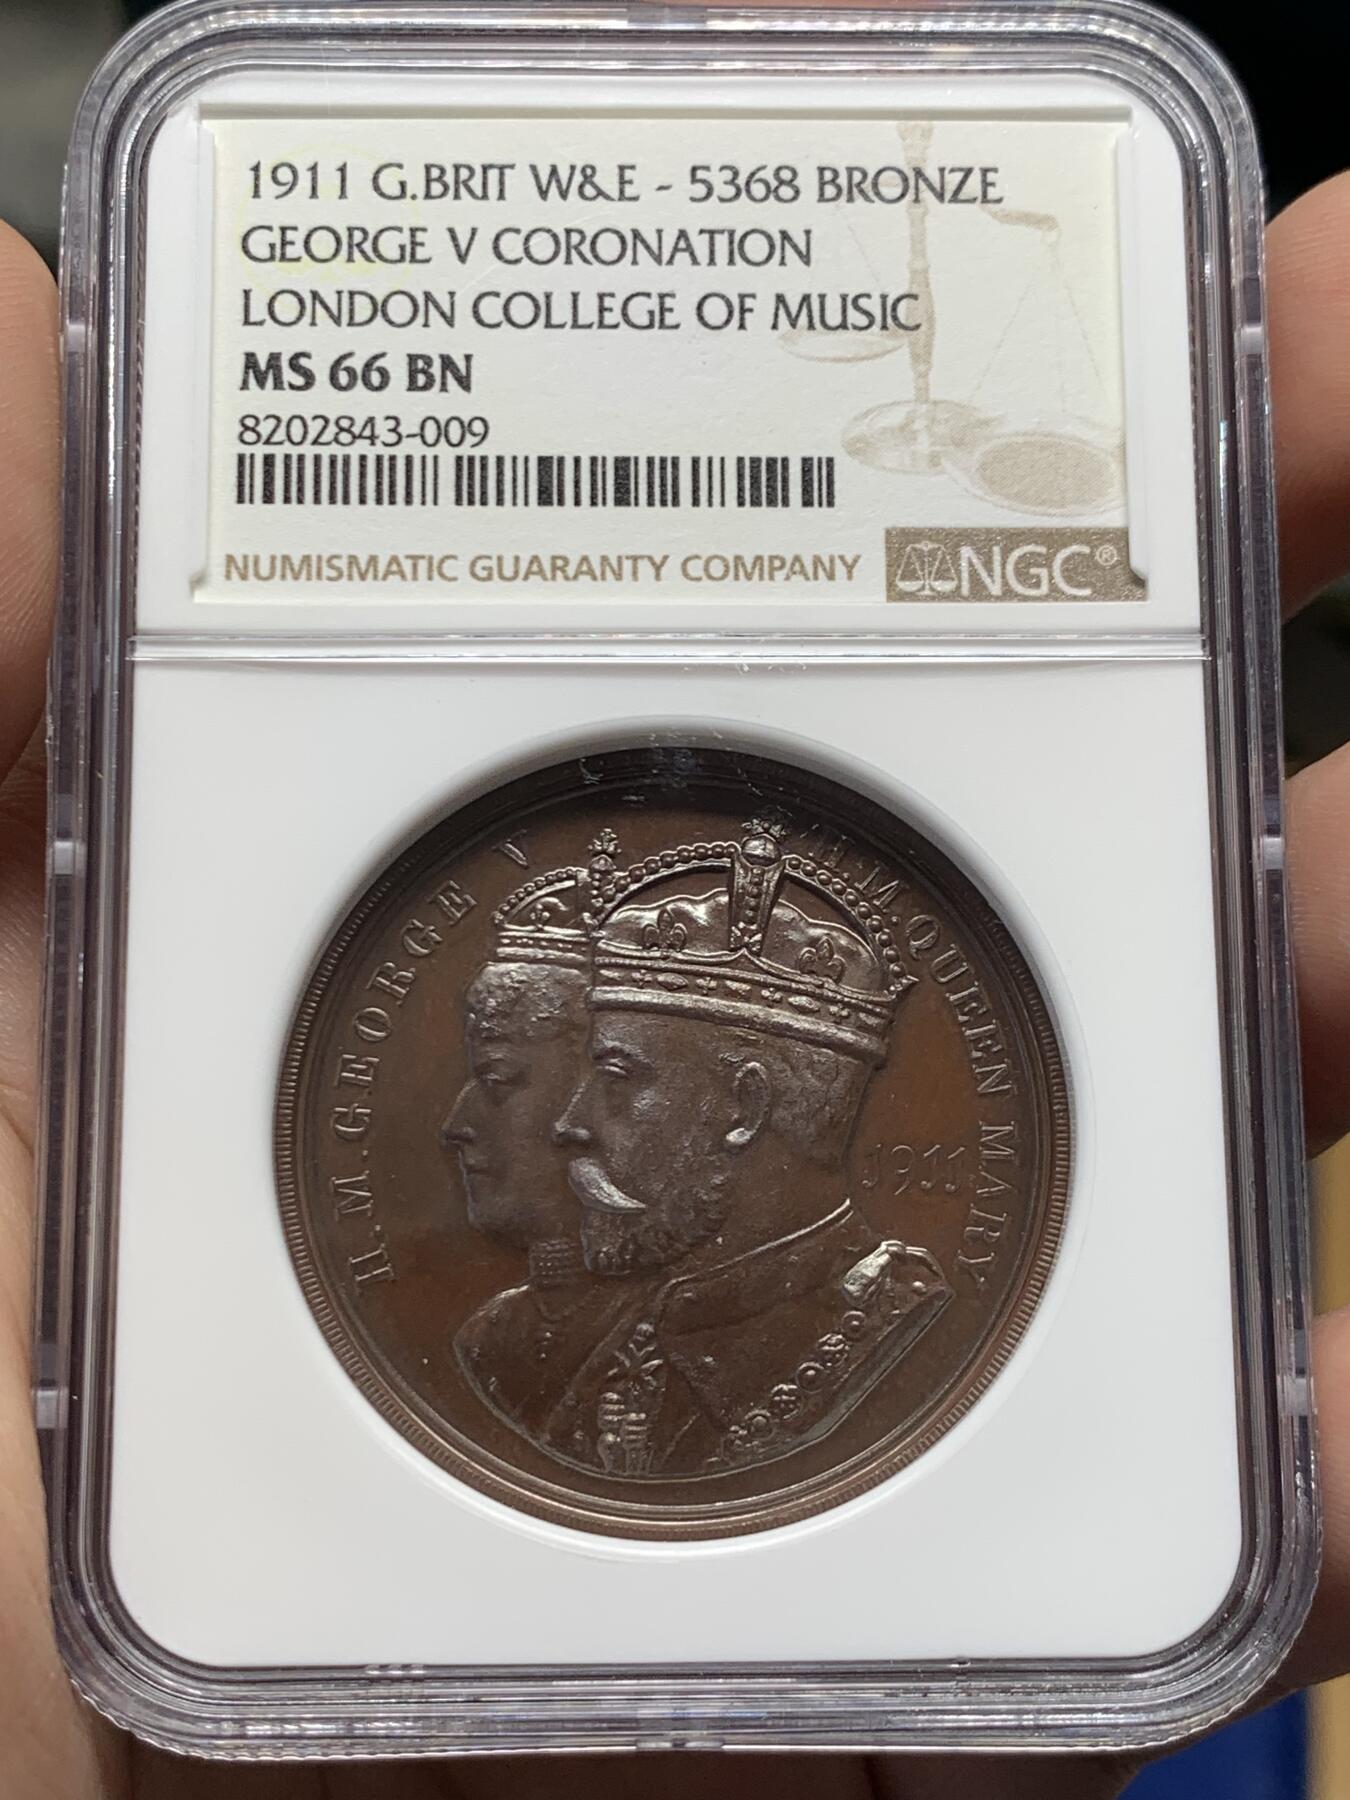 1911 G.BRIT W&E - 5368 BRONZE
GEORGE V CORONATION
LONDON COLLEGE OF MUSIC
MS 66 BN
8202843-009
NUMISMATIC GUARANTY COMPANY
NGC®
H.M.GEORGE V
H.M.QUEEN MARY
1911